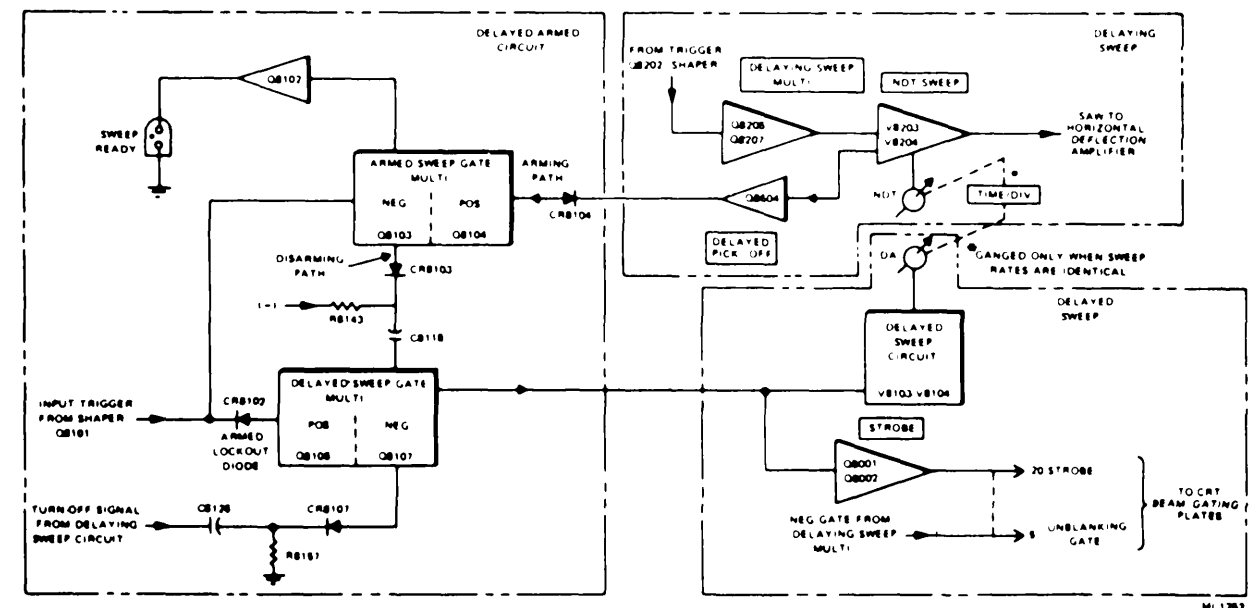 DELAYED ARMED
CIRCUIT
Q8102
SWEEP
READY
ARMED SWEEP GATE
MULTI
NEG
POS
Q8103
Q8104
ARMING
PATH
CR8104
DISARMING
PATH
CR8103
(-)
R8143
C8118
DELAYED SWEEP GATE
MULTI
POS
NEG
Q8106
Q8107
INPUT TRIGGER
FROM SHAPER
Q8101
CR8102
ARMED
LOCKOUT
DIODE
TURN-OFF SIGNAL
FROM DELAYING
SWEEP CIRCUIT
C8126
CR8107
R8157
DELAYING
SWEEP
FROM TRIGGER
Q8202 SHAPER
DELAYING SWEEP
MULTI
NDT SWEEP
Q8206
Q8207
V8203
V8204
SAW TO
HORIZONTAL
DEFLECTION
AMPLIFIER
Q8604
NDT
*
TIME/DIV
DELAYED
PICK OFF
DA
*GANGED ONLY WHEN SWEEP
RATES ARE IDENTICAL
DELAYED
SWEEP
DELAYED
SWEEP
CIRCUIT
V8103 V8104
STROBE
Q8001
Q8002
20 STROBE
NEG GATE FROM
DELAYING SWEEP
MULTI
5 UNBLANKING
GATE
TO CRT
BEAM GATING
PLATES